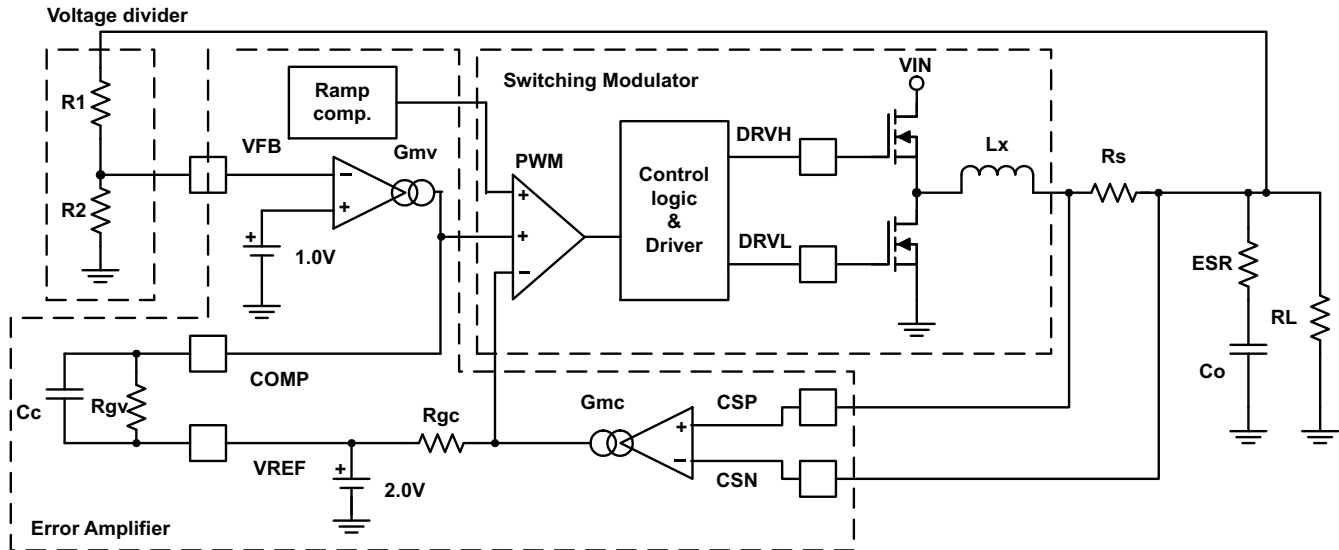 Voltage divider
R1
R2
VFB
Ramp
comp.
Gmv
−
+
+
1.0V
Switching Modulator
PWM
+
+
−
Control
logic
&
Driver
DRVH
DRVL
VIN
Lx
Rs
ESR
Co
RL
COMP
Cc
Rgv
VREF
+
2.0V
Rgc
Gmc
+
−
CSP
CSN
Error Amplifier